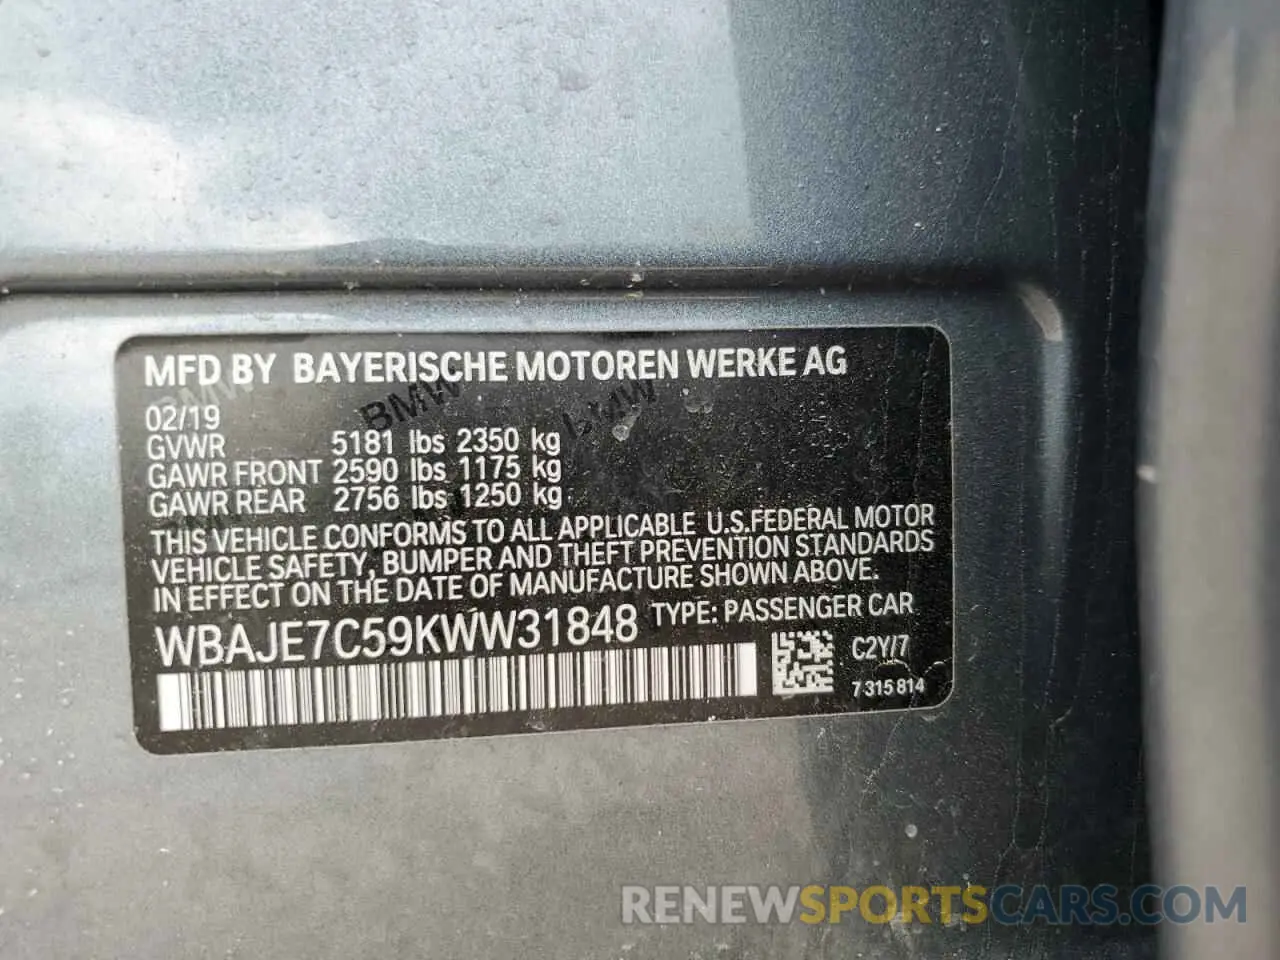 MFD BY BAYERISCHE MOTOREN WERKE AG
02/19
GVWR 5181 lbs 2350 kg
GAWR FRONT 2590 lbs 1175 kg
GAWR REAR 2756 lbs 1250 kg
THIS VEHICLE CONFORMS TO ALL APPLICABLE U.S.FEDERAL MOTOR
VEHICLE SAFETY, BUMPER AND THEFT PREVENTION STANDARDS
IN EFFECT ON THE DATE OF MANUFACTURE SHOWN ABOVE.
WBAJE7C59KWW31848 TYPE: PASSENGER CAR
C2Y/7
7 315 814
BMW
BMW
RENEWSPORTSCARS.COM